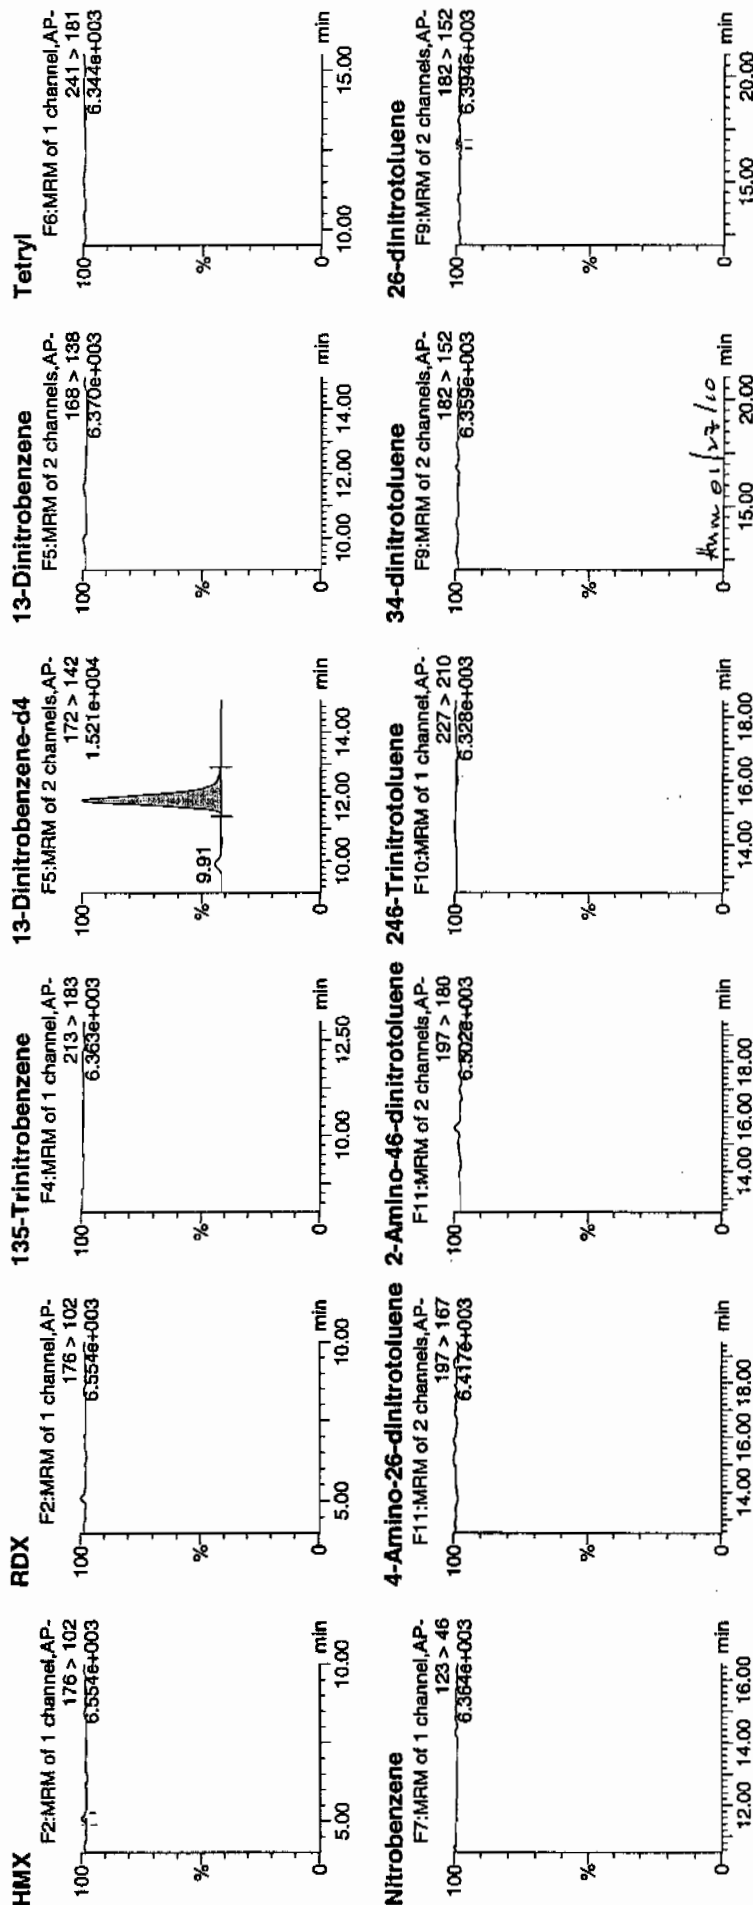 HMX
F2:MRM of 1 channel,AP-
176 > 102
6.554e+003
100
%
0
5.00
10.00
min
RDX
F2:MRM of 1 channel,AP-
176 > 102
6.554e+003
100
%
0
5.00
10.00
min
135-Trinitrobenzene
F4:MRM of 1 channel,AP-
213 > 183
6.363e+003
100
%
0
10.00
12.50
min
13-Dinitrobenzene-d4
F5:MRM of 2 channels,AP-
172 > 142
1.521e+004
100
9.91
%
0
10.00
12.00
14.00
min
13-Dinitrobenzene
F5:MRM of 2 channels,AP-
168 > 138
6.370e+003
100
%
0
10.00
12.00
14.00
min
Tetryl
F6:MRM of 1 channel,AP-
241 > 181
6.344e+003
100
%
0
10.00
15.00
min
Nitrobenzene
F7:MRM of 1 channel,AP-
123 > 46
6.364e+003
100
%
0
12.00
14.00
16.00
min
4-Amino-26-dinitrotoluene
F11:MRM of 2 channels,AP-
197 > 167
6.417e+003
100
%
0
14.00
16.00
18.00
min
2-Amino-46-dinitrotoluene
F11:MRM of 2 channels,AP-
197 > 180
6.502e+003
100
%
0
14.00
16.00
18.00
min
246-Trinitrotoluene
F10:MRM of 1 channel,AP-
227 > 210
6.328e+003
100
%
0
14.00
16.00
18.00
min
34-dinitrotoluene
F9:MRM of 2 channels,AP-
182 > 152
6.359e+003
100
%
0
15.00
20.00
min
01/27/10
26-dinitrotoluene
F9:MRM of 2 channels,AP-
182 > 152
6.394e+003
100
%
0
15.00
20.00
min